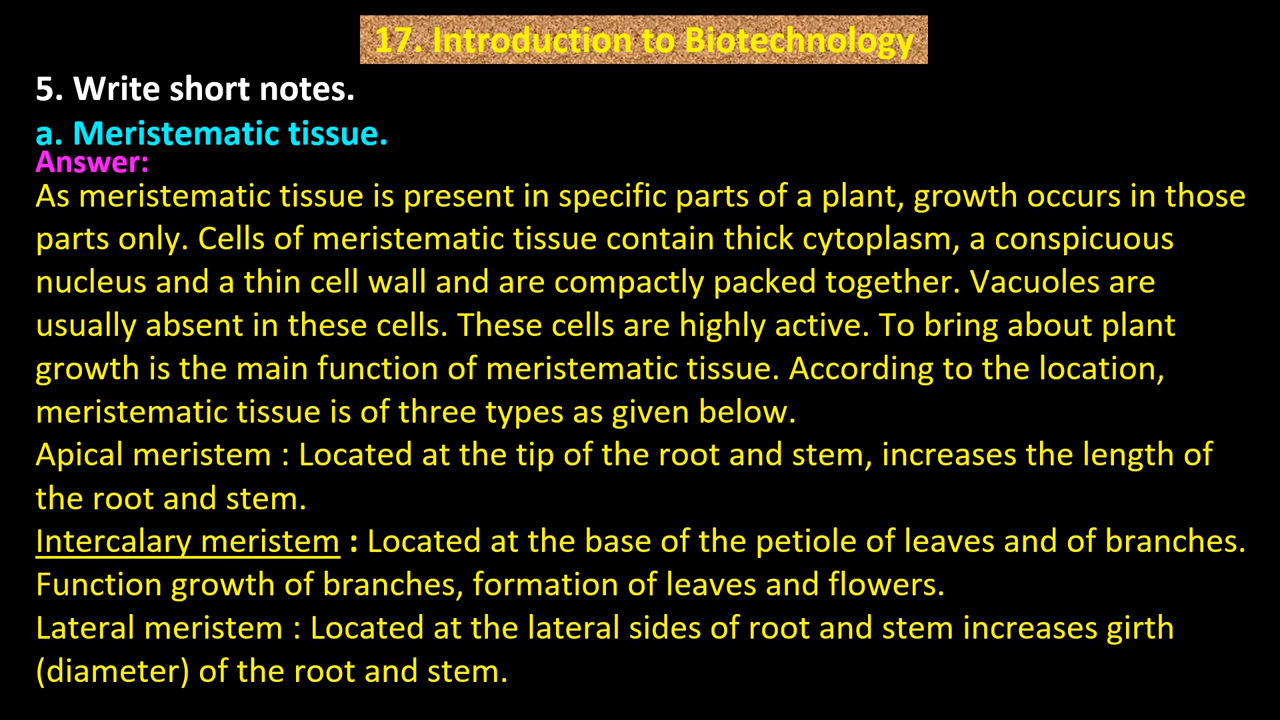 17. Introduction to Biotechnology
5. Write short notes.
a. Meristematic tissue.
Answer:
As meristematic tissue is present in specific parts of a plant, growth occurs in those
parts only. Cells of meristematic tissue contain thick cytoplasm, a conspicuous
nucleus and a thin cell wall and are compactly packed together. Vacuoles are
usually absent in these cells. These cells are highly active. To bring about plant
growth is the main function of meristematic tissue. According to the location,
meristematic tissue is of three types as given below.
Apical meristem : Located at the tip of the root and stem, increases the length of
the root and stem.
Intercalary meristem : Located at the base of the petiole of leaves and of branches.
Function growth of branches, formation of leaves and flowers.
Lateral meristem : Located at the lateral sides of root and stem increases girth
(diameter) of the root and stem.